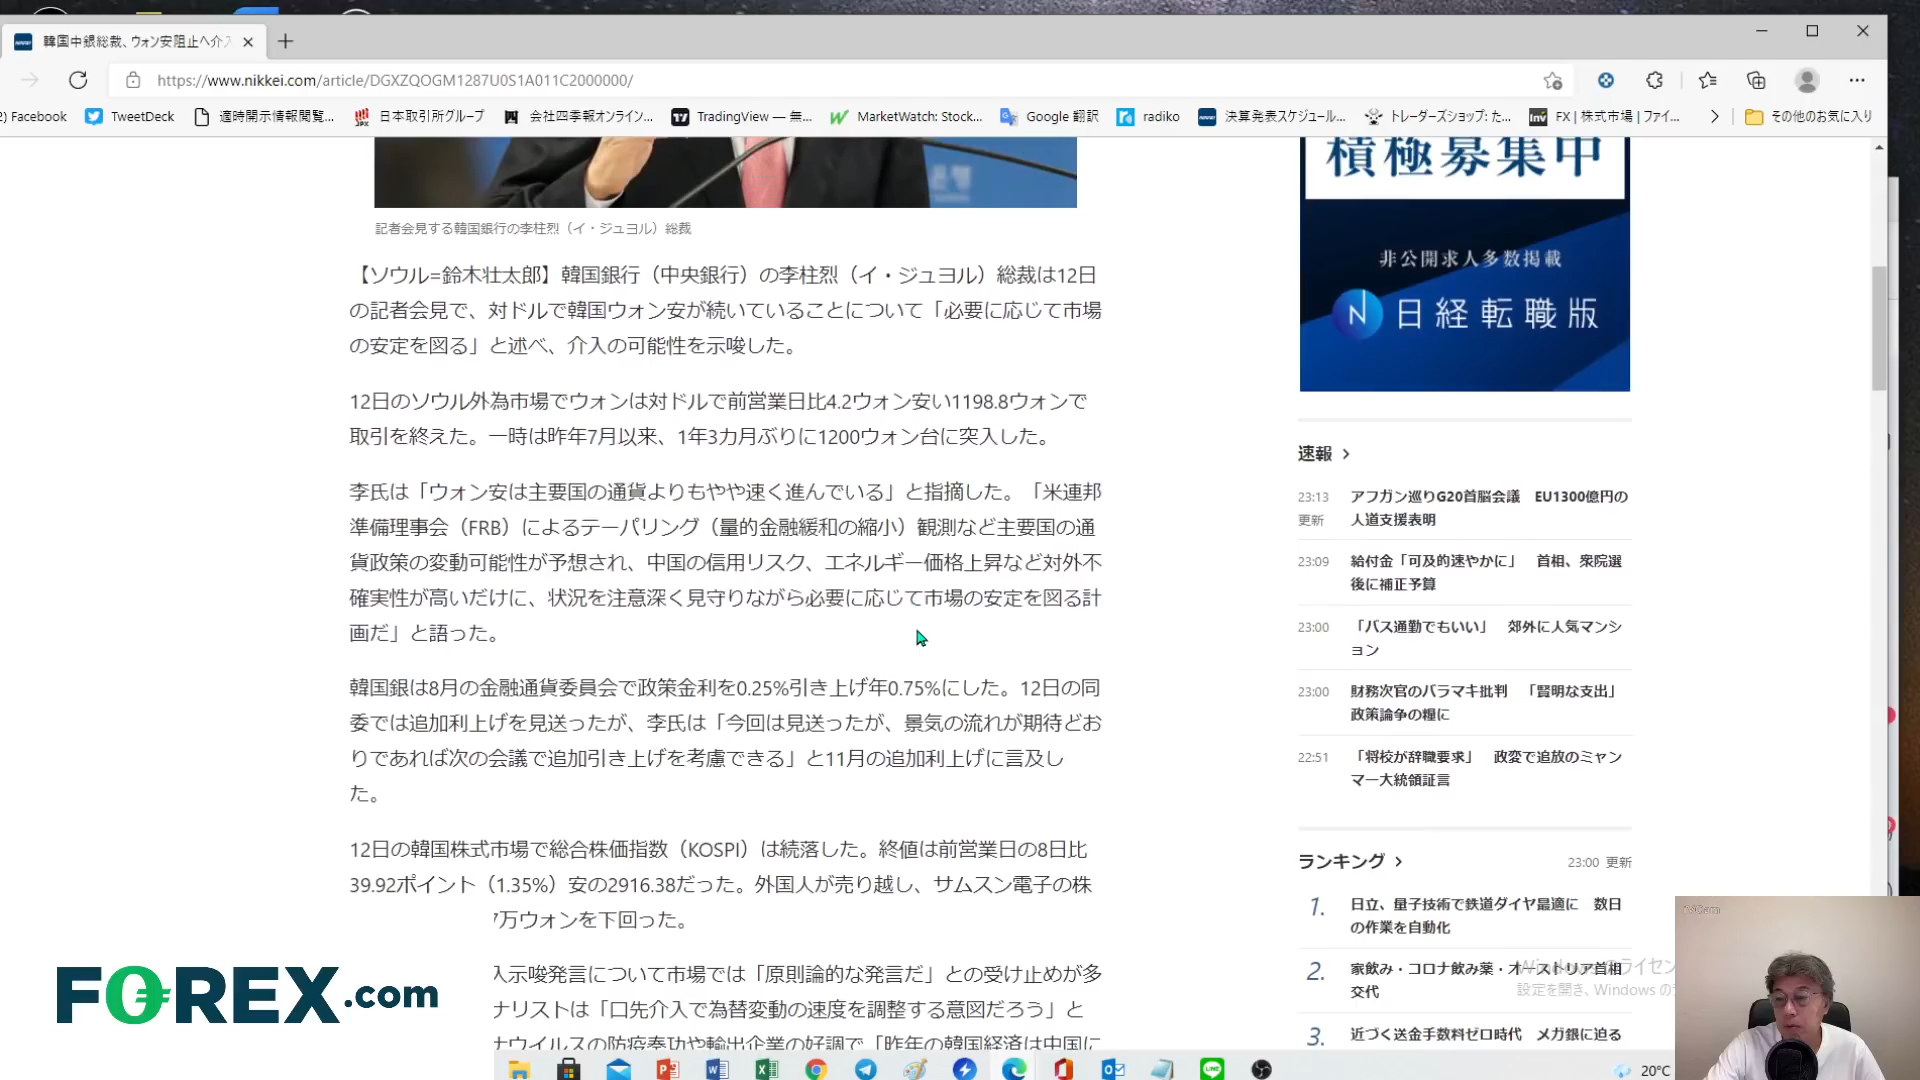 韓国中銀総裁、ウォン安阻止へ介入
https://www.nikkei.com/article/DGXZQOGM1287U0S1A011C2000000/
Facebook
TweetDeck
適時開示情報閲覧...
日本取引所グループ
会社四季報オンライン...
TradingView — 無...
MarketWatch: Stock...
Google 翻訳
radiko
決算発表スケジュール...
トレーダーズショップ: た...
FX | 株式市場 | ファイ...
その他のお気に入り
記者会見する韓国銀行の李柱烈（イ・ジュヨル）総裁
【ソウル=鈴木壮太郎】韓国銀行（中央銀行）の李柱烈（イ・ジュヨル）総裁は12日
の記者会見で、対ドルで韓国ウォン安が続いていることについて「必要に応じて市場
の安定を図る」と述べ、介入の可能性を示唆した。
12日のソウル外為市場でウォンは対ドルで前営業日比4.2ウォン安い1198.8ウォンで
取引を終えた。一時は昨年7月以来、1年3カ月ぶりに1200ウォン台に突入した。
李氏は「ウォン安は主要国の通貨よりもやや速く進んでいる」と指摘した。「米連邦
準備理事会（FRB）によるテーパリング（量的金融緩和の縮小）観測など主要国の通
貨政策の変動可能性が予想され、中国の信用リスク、エネルギー価格上昇など対外不
確実性が高いだけに、状況を注意深く見守りながら必要に応じて市場の安定を図る計
画だ」と語った。
韓国銀は8月の金融通貨委員会で政策金利を0.25%引き上げ年0.75%にした。12日の同
委では追加利上げを見送ったが、李氏は「今回は見送ったが、景気の流れが期待どお
りであれば次の会議で追加引き上げを考慮できる」と11月の追加利上げに言及し
た。
12日の韓国株式市場で総合株価指数（KOSPI）は続落した。終値は前営業日の8日比
39.92ポイント（1.35%）安の2916.38だった。外国人が売り越し、サムスン電子の株
7万ウォンを下回った。
入示唆発言について市場では「原則論的な発言だ」との受け止めが多
ナリストは「口先介入で為替変動の速度を調整する意図だろう」と
ナウイルスの防疫奏功や輸出企業の好調で「昨年の韓国経済は中国に
FOREX.com
積極募集中
非公開求人多数掲載
N 日経転職版
速報
23:13 更新 アフガン巡りG20首脳会議 EU1300億円の
人道支援表明
23:09 給付金「可及的速やかに」 首相、衆院選
後に補正予算
23:00 「バス通勤でもいい」 郊外に人気マンシ
ョン
23:00 財務次官のバラマキ批判 「賢明な支出」
政策論争の糧に
22:51 「将校が辞職要求」 政変で追放のミャン
マー大統領証言
ランキング 23:00 更新
1. 日立、量子技術で鉄道ダイヤ最適に 数日
の作業を自動化
2. 家飲み・コロナ飲み薬・オーストリア首相
交代
3. 近づく送金手数料ゼロ時代 メガ銀に迫る
設定を開き、Windows の
iVCam
20°C